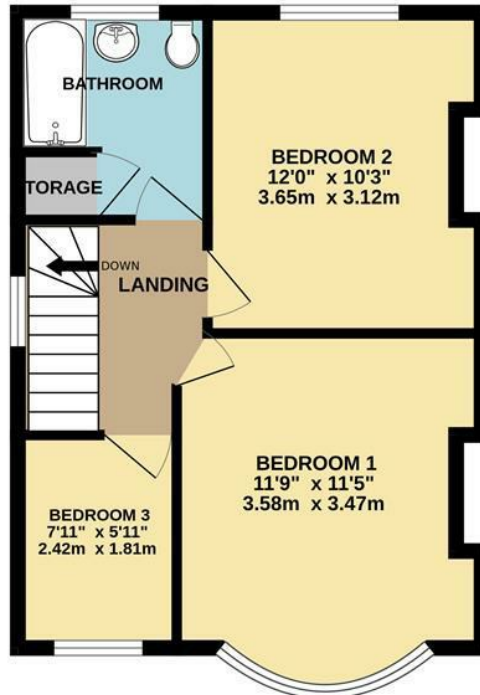 BATHROOM
BEDROOM 2
12'0" x 10'3"
3.65m x 3.12m
TORAGE
DOWN
LANDING
BEDROOM 1
11'9" x 11'5"
3.58m x 3.47m
BEDROOM 3
7'11" x 5'11"
2.42m x 1.81m